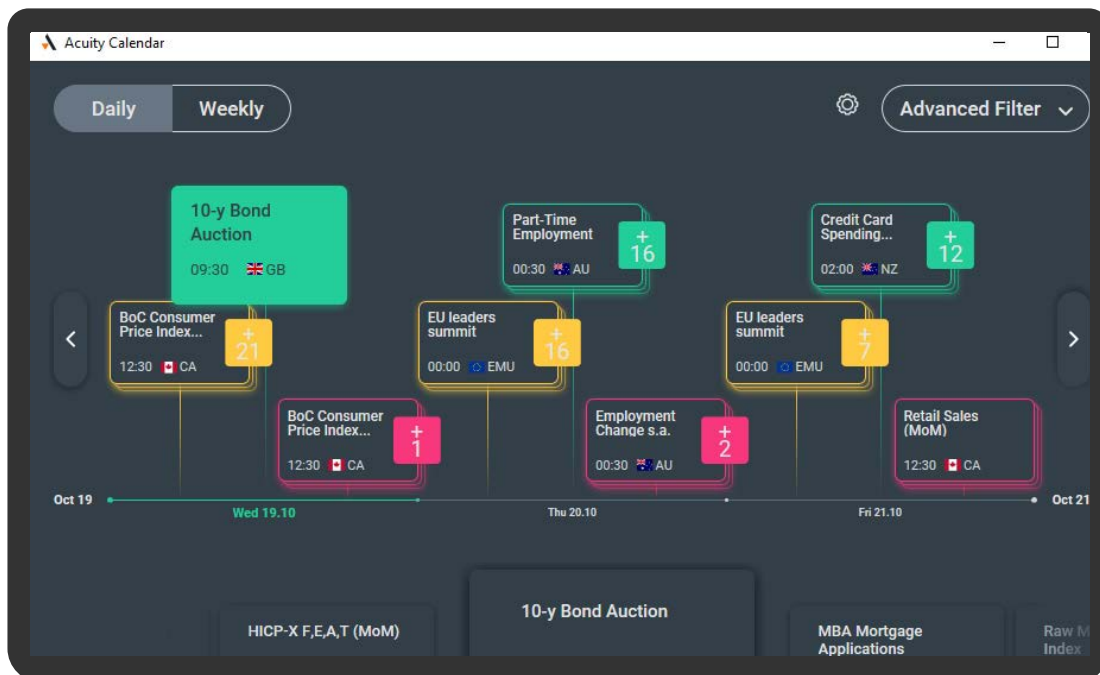 Acuity Calendar
Daily
Weekly
Advanced Filter
10-y Bond
Auction
09:30 GB
Part-Time
Employment
00:30 AU
+
16
Credit Card
Spending...
02:00 NZ
+
12
BoC Consumer
Price Index...
12:30 CA
+
21
EU leaders
summit
00:00 EMU
+
16
EU leaders
summit
00:00 EMU
+
7
BoC Consumer
Price Index...
12:30 CA
+
1
Employment
Change s.a.
00:30 AU
+
2
Retail Sales
(MoM)
12:30 CA
Oct 19
Wed 19.10
Thu 20.10
Fri 21.10
Oct 21
HICP-X F,E,A,T (MoM)
10-y Bond Auction
MBA Mortgage
Applications
Raw M
Index